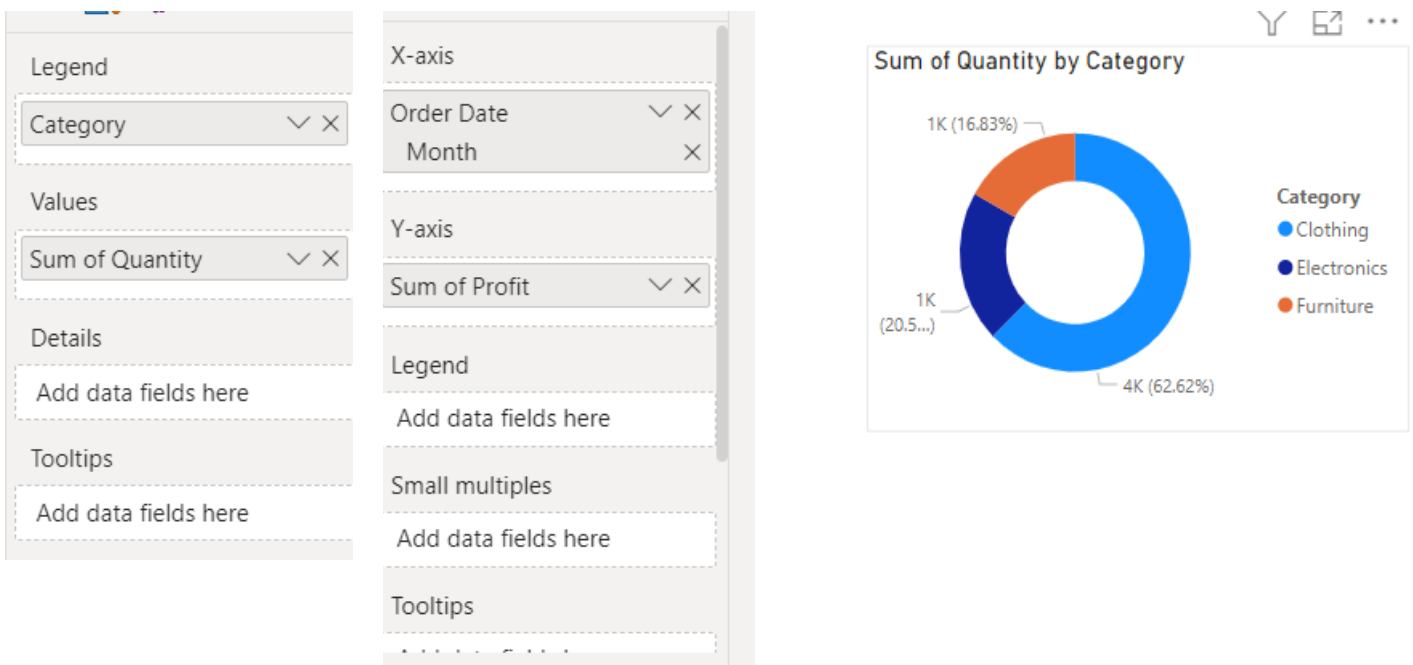 Legend
Category
Values
Sum of Quantity
Details
Add data fields here
Tooltips
Add data fields here
X-axis
Order Date
Month
Y-axis
Sum of Profit
Legend
Add data fields here
Small multiples
Add data fields here
Tooltips
Sum of Quantity by Category
1K (16.83%)
1K
(20.5...)
4K (62.62%)
Category
Clothing
Electronics
Furniture